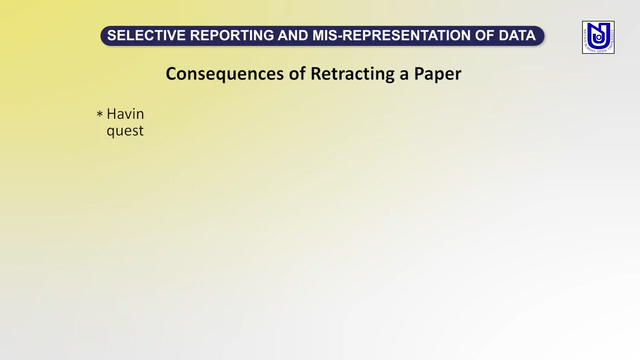 SELECTIVE REPORTING AND MIS-REPRESENTATION OF DATA
Consequences of Retracting a Paper
* Havin
quest